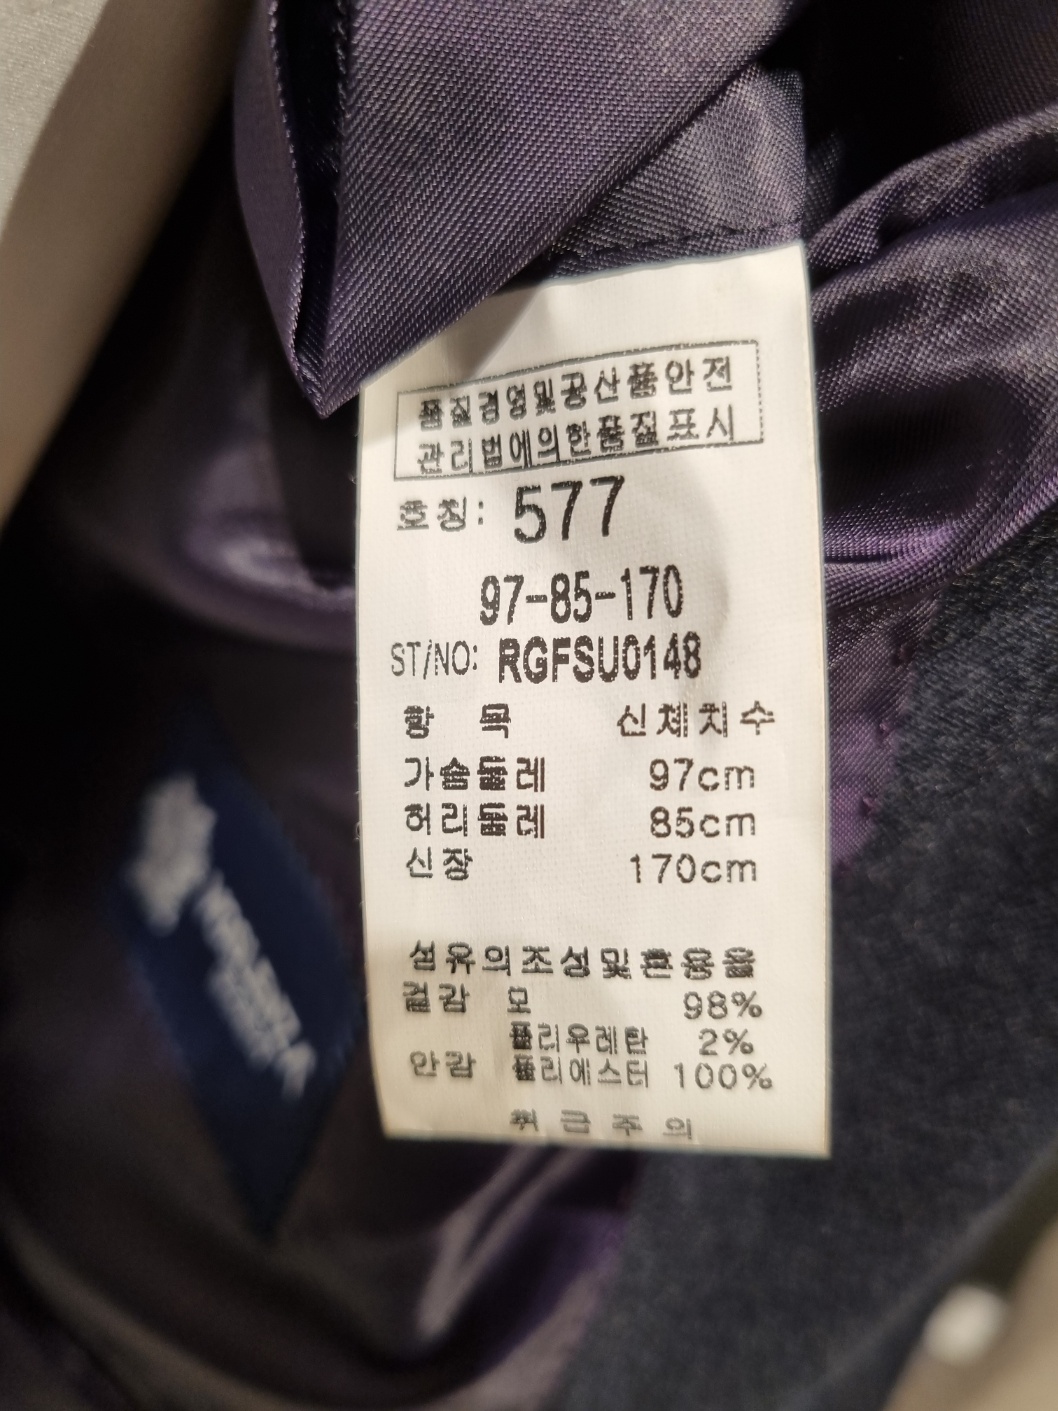 품질경영및공산품안전
관리법에의한품질표시
호칭: 577
97-85-170
ST/NO: RGFSU0148
항 목 신체치수
가슴둘레 97cm
허리둘레 85cm
신장 170cm
섬유의조성및혼용율
겉감 모 98%
폴리우레탄 2%
안감 폴리에스터 100%
취급주의